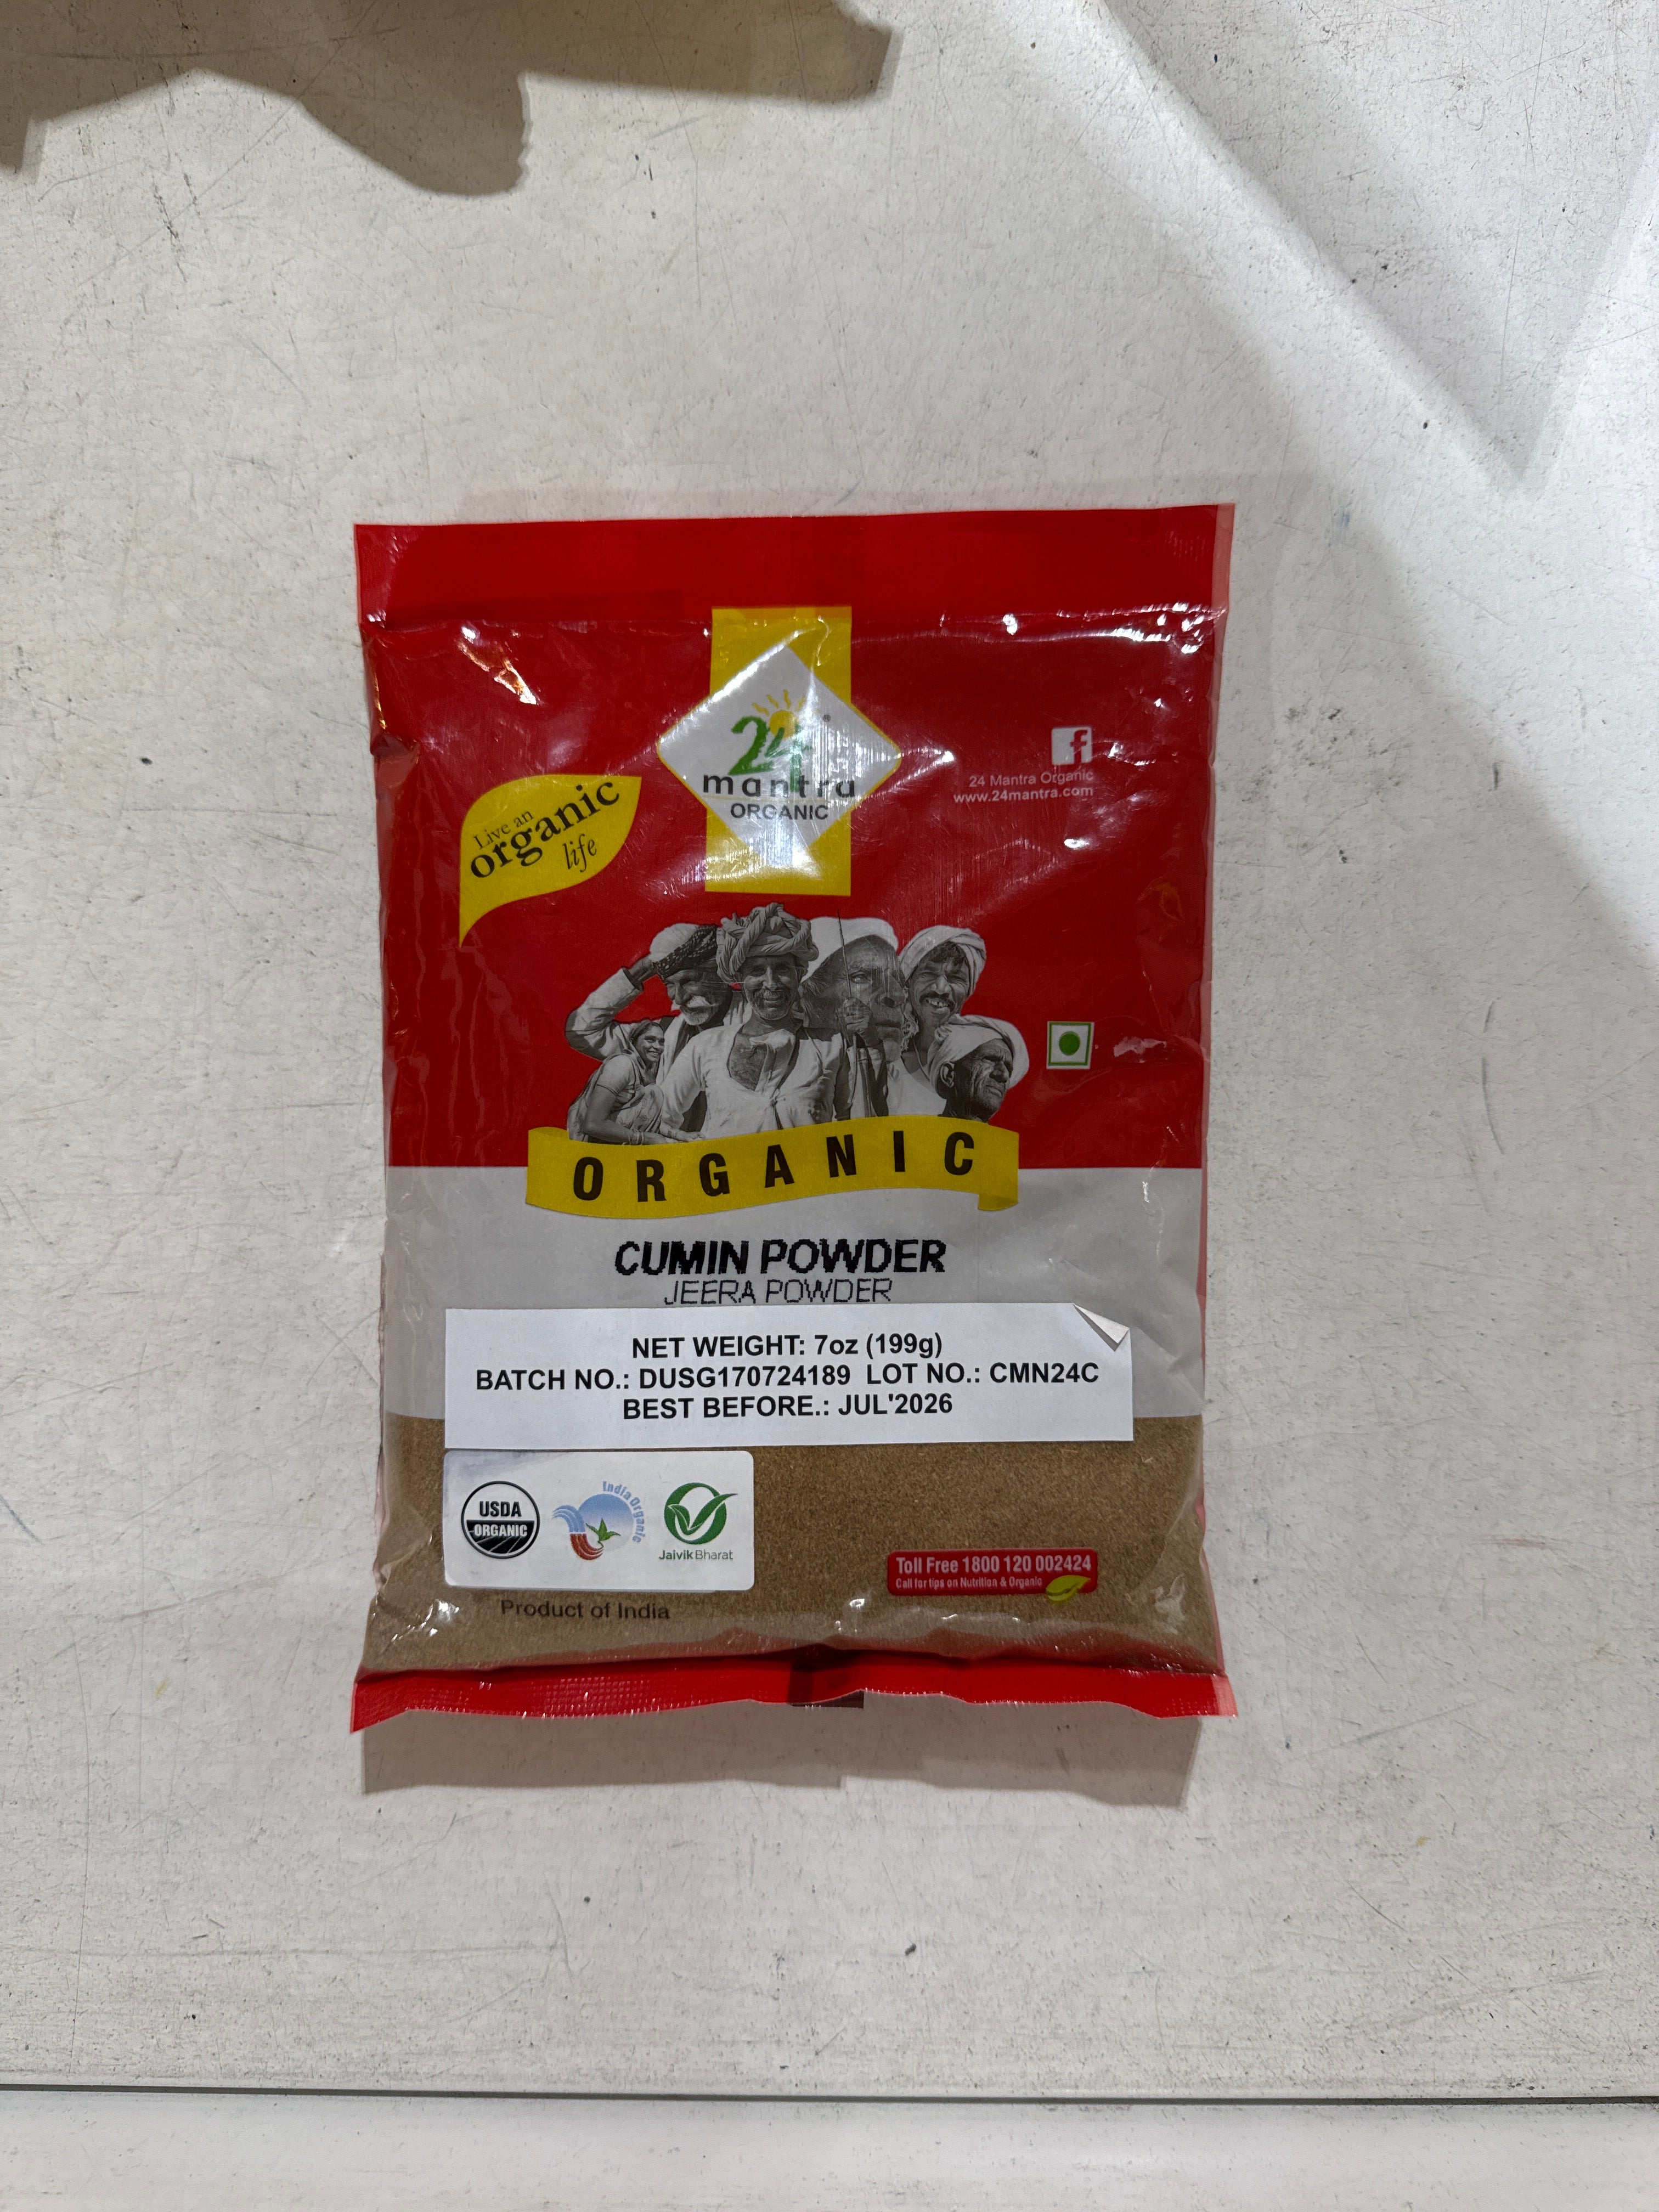 24
mantra
ORGANIC
f
24 Mantra Organic
www.24mantra.com
Live an
organic
life
ORGANIC
CUMIN POWDER
JEERA POWDER
NET WEIGHT: 7oz (199g)
BATCH NO.: DUSG170724189 LOT NO.: CMN24C
BEST BEFORE.: JUL'2026
USDA
ORGANIC
India Organic
Jaivik Bharat
Toll Free 1800 120 002424
Call for tips on Nutrition & Organic
Product of India